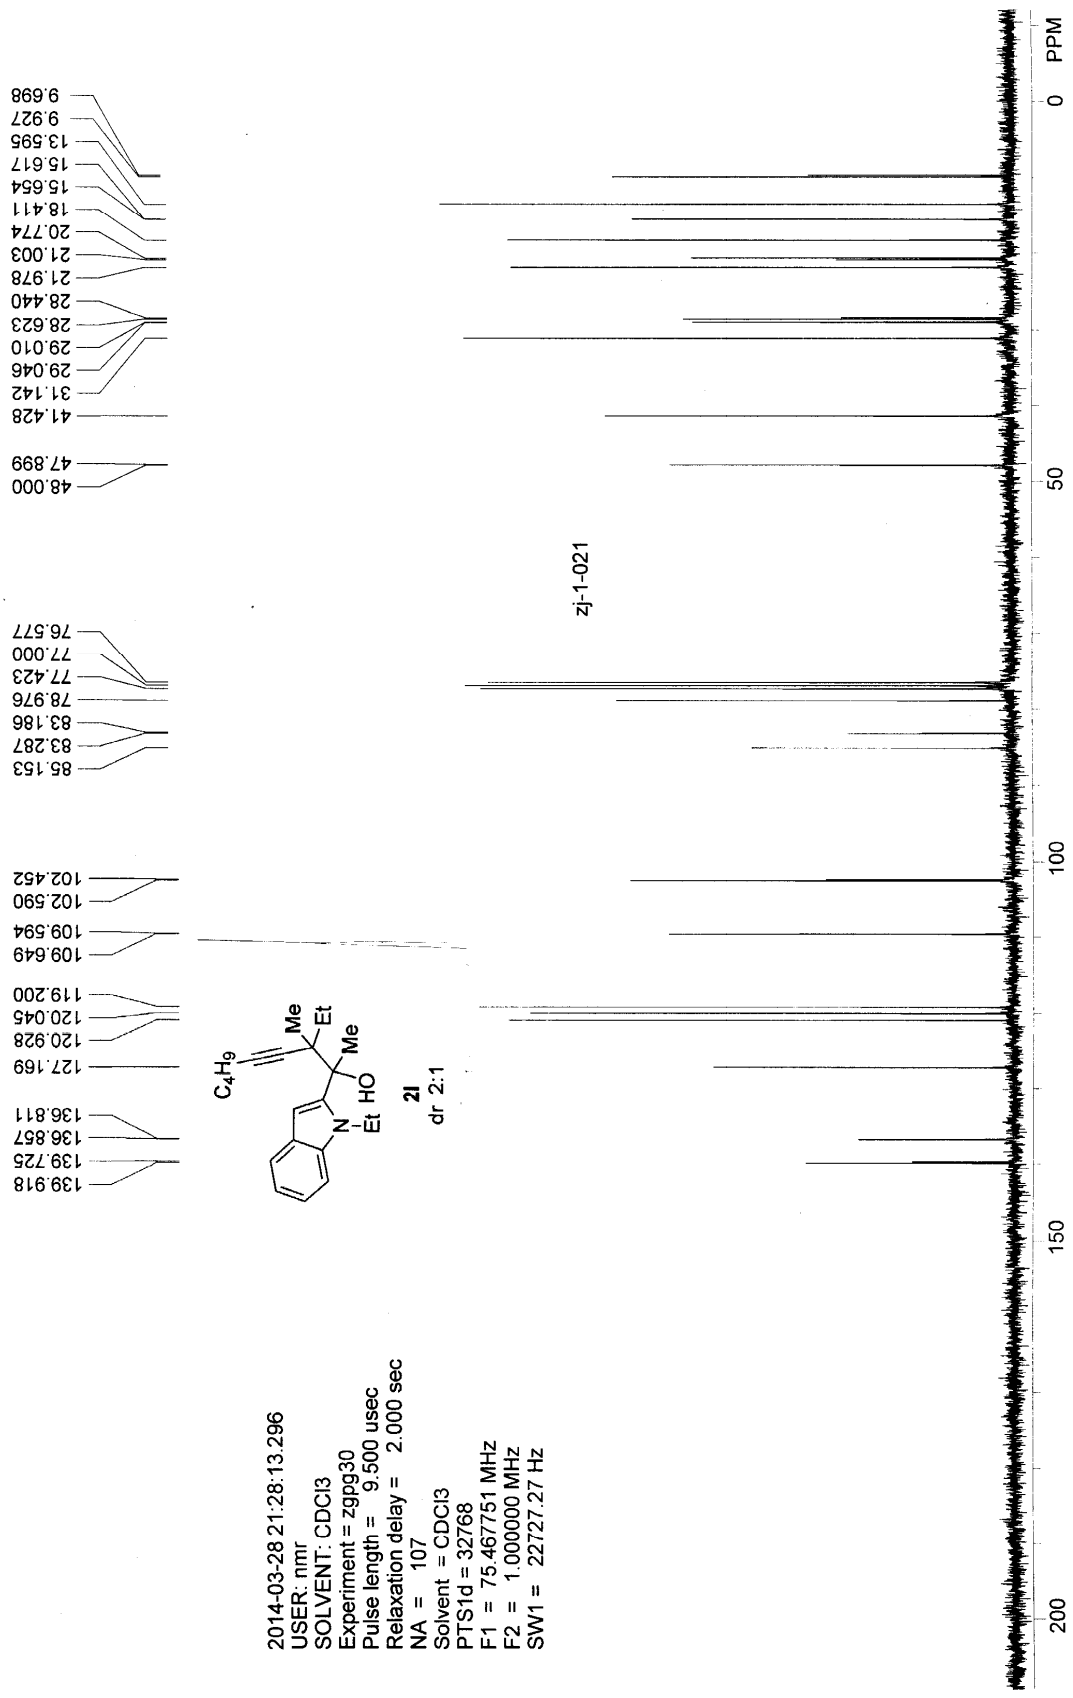 9.698
9.927
13.595
15.617
15.654
18.411
20.774
21.003
21.978
28.440
28.623
29.010
29.046
31.142
41.428
47.899
48.000
76.577
77.000
77.423
78.976
83.186
83.287
85.153
102.452
102.590
109.594
109.649
119.200
120.045
120.928
127.169
136.811
136.857
139.725
139.918
C4H9
Me
Et
Me
HO
N
Et
2l
dr 2:1
zj-1-021
2014-03-28 21:28:13.296
USER: nmr
SOLVENT: CDCl3
Experiment = zgpg30
Pulse length = 9.500 usec
Relaxation delay = 2.000 sec
NA = 107
Solvent = CDCl3
PTS1d = 32768
F1 = 75.467751 MHz
F2 = 1.000000 MHz
SW1 = 22727.27 Hz
200
150
100
50
0
PPM